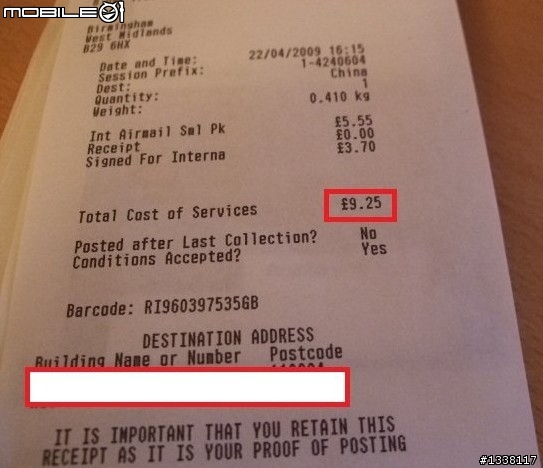 MOBILE01
Birmingham
West Midlands
B29 6HX
Date and Time: 22/04/2009 16:15
Session Prefix: 1-4240604
Dest: China
Quantity: 1
Weight: 0.410 kg
Int Airmail Sml Pk £5.55
Receipt £0.00
Signed For Interna £3.70
Total Cost of Services £9.25
Posted after Last Collection? No
Conditions Accepted? Yes
Barcode: RI960397535GB
DESTINATION ADDRESS
Building Name or Number Postcode
IT IS IMPORTANT THAT YOU RETAIN THIS
RECEIPT AS IT IS YOUR PROOF OF POSTING
#1338117